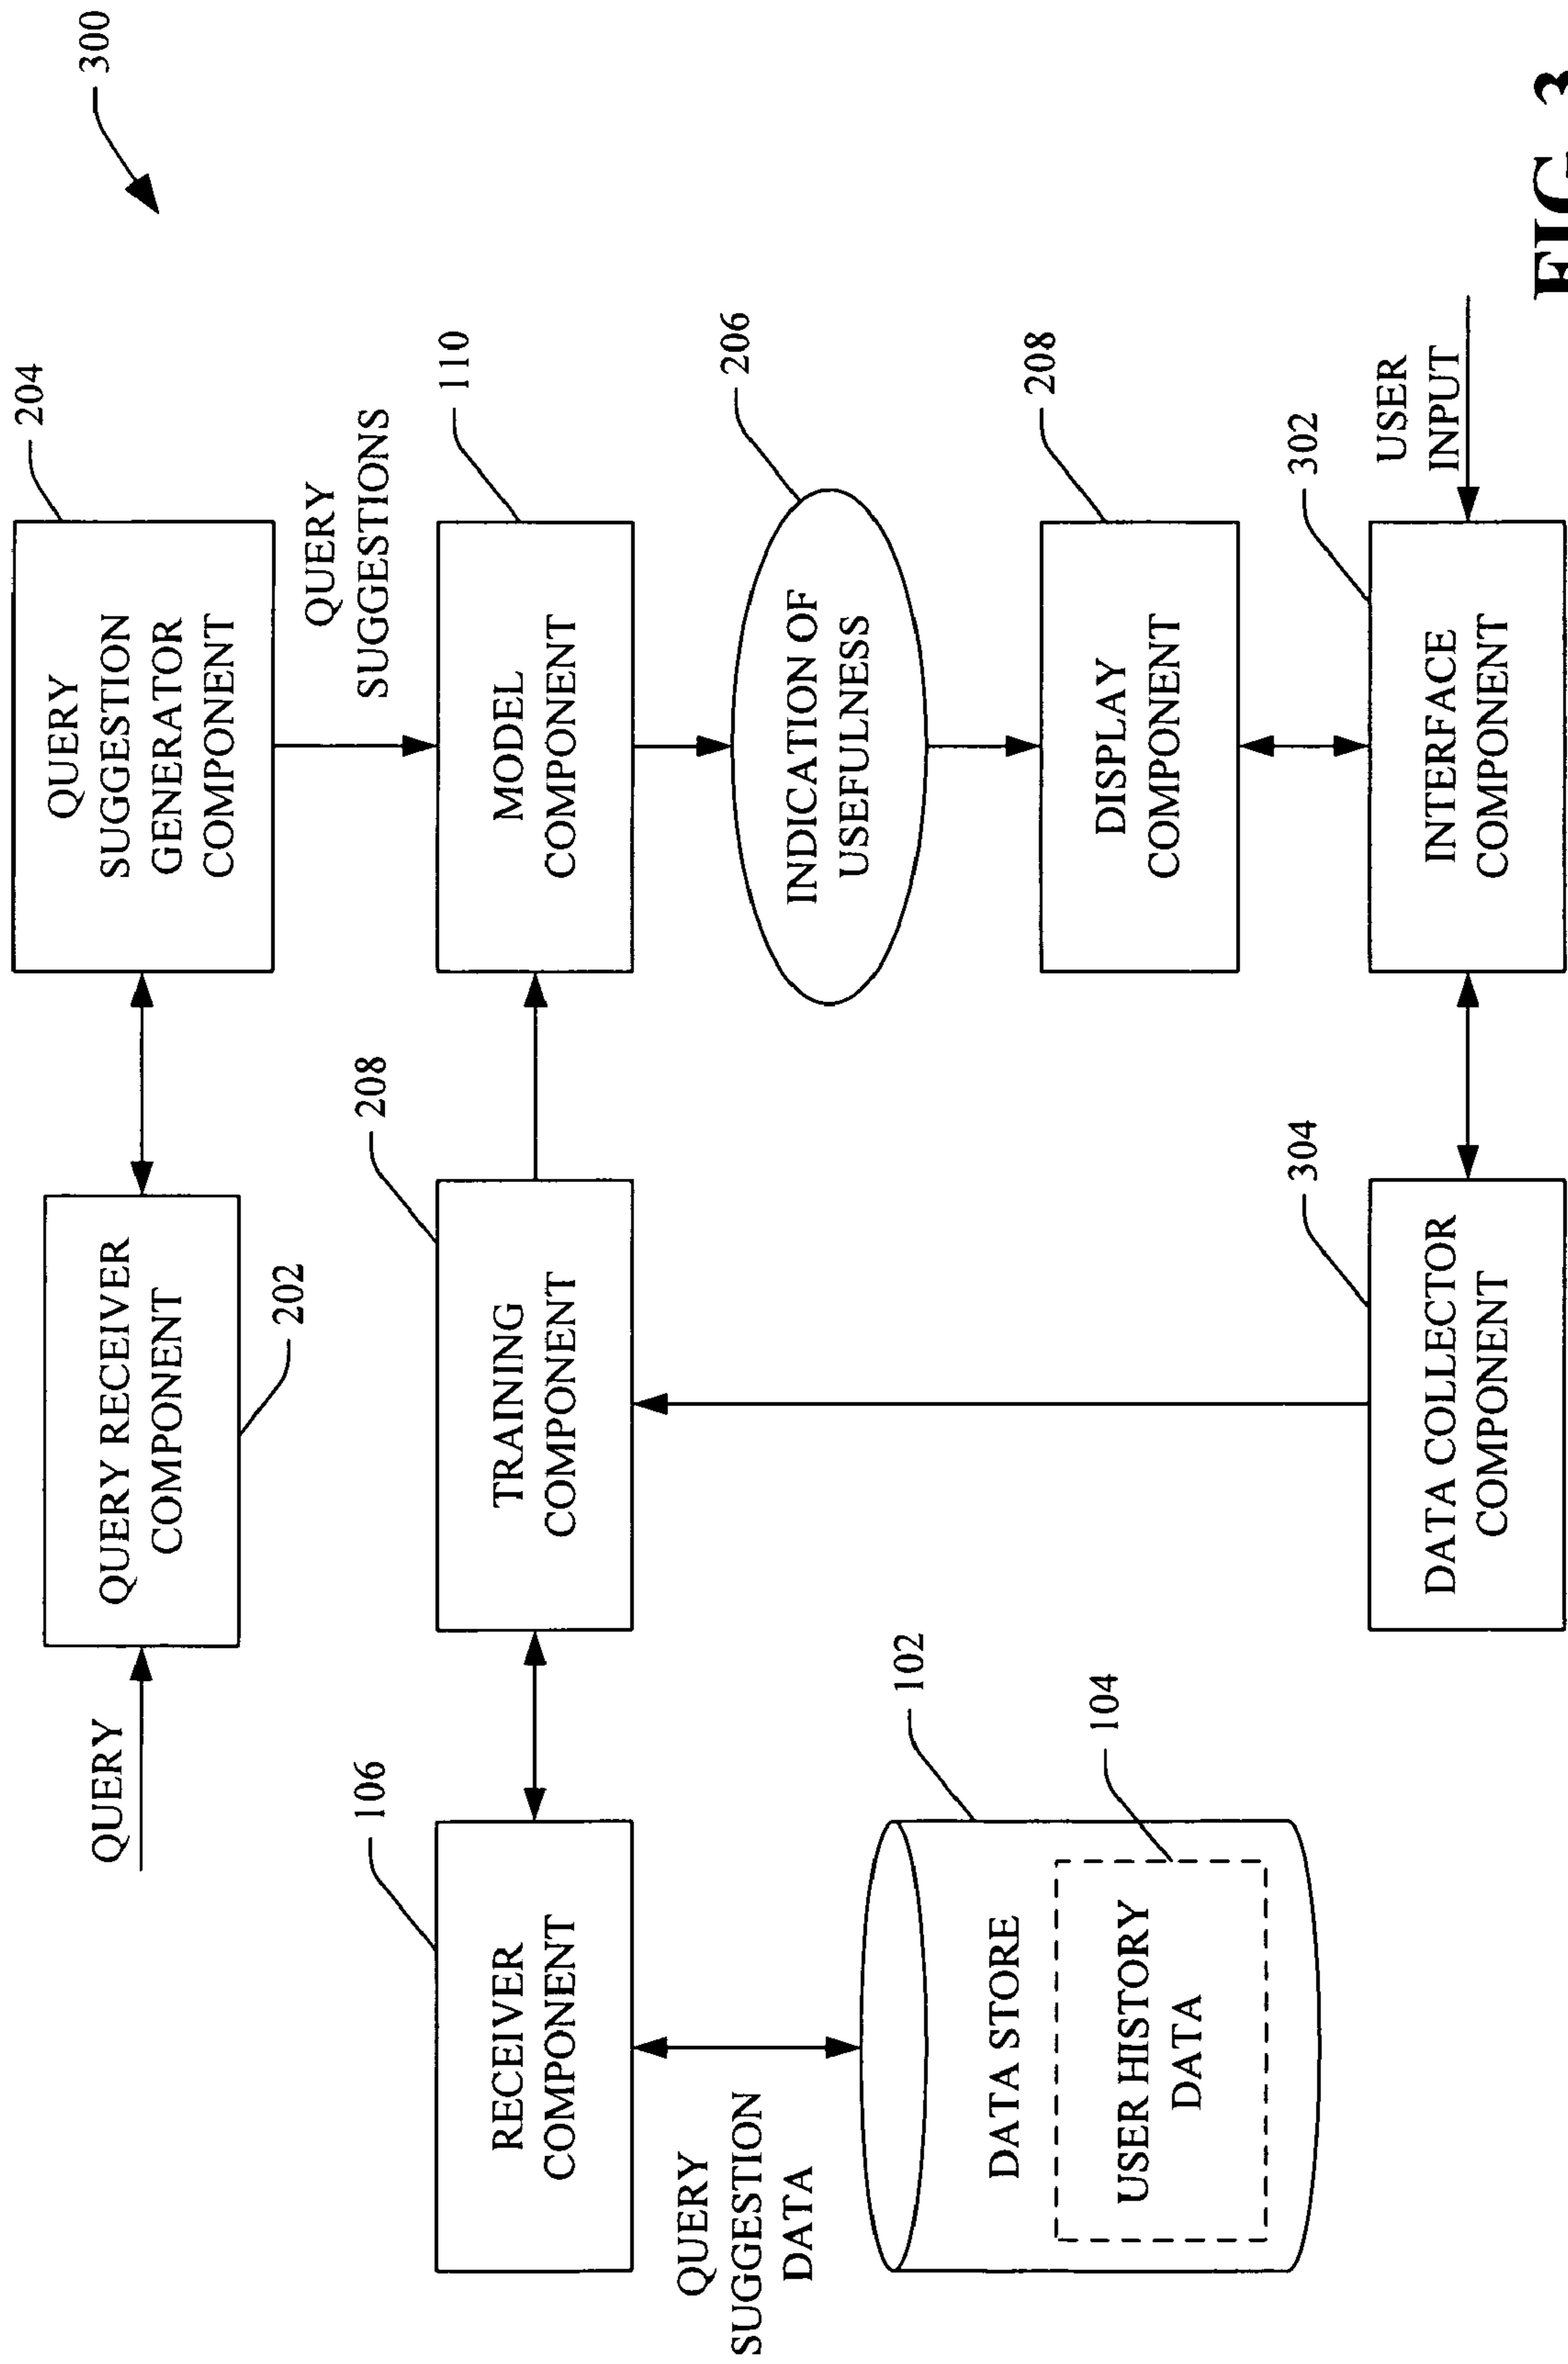 300
204
QUERY
QUERY RECEIVER
COMPONENT
202
QUERY
SUGGESTION
GENERATOR
COMPONENT
QUERY
SUGGESTIONS
106
208
110
RECEIVER
COMPONENT
TRAINING
COMPONENT
MODEL
COMPONENT
QUERY
SUGGESTION
DATA
206
INDICATION OF
USEFULNESS
102
DATA STORE
104
USER HISTORY
DATA
208
DISPLAY
COMPONENT
304
302
USER
INPUT
DATA COLLECTOR
COMPONENT
INTERFACE
COMPONENT
FIG. 3